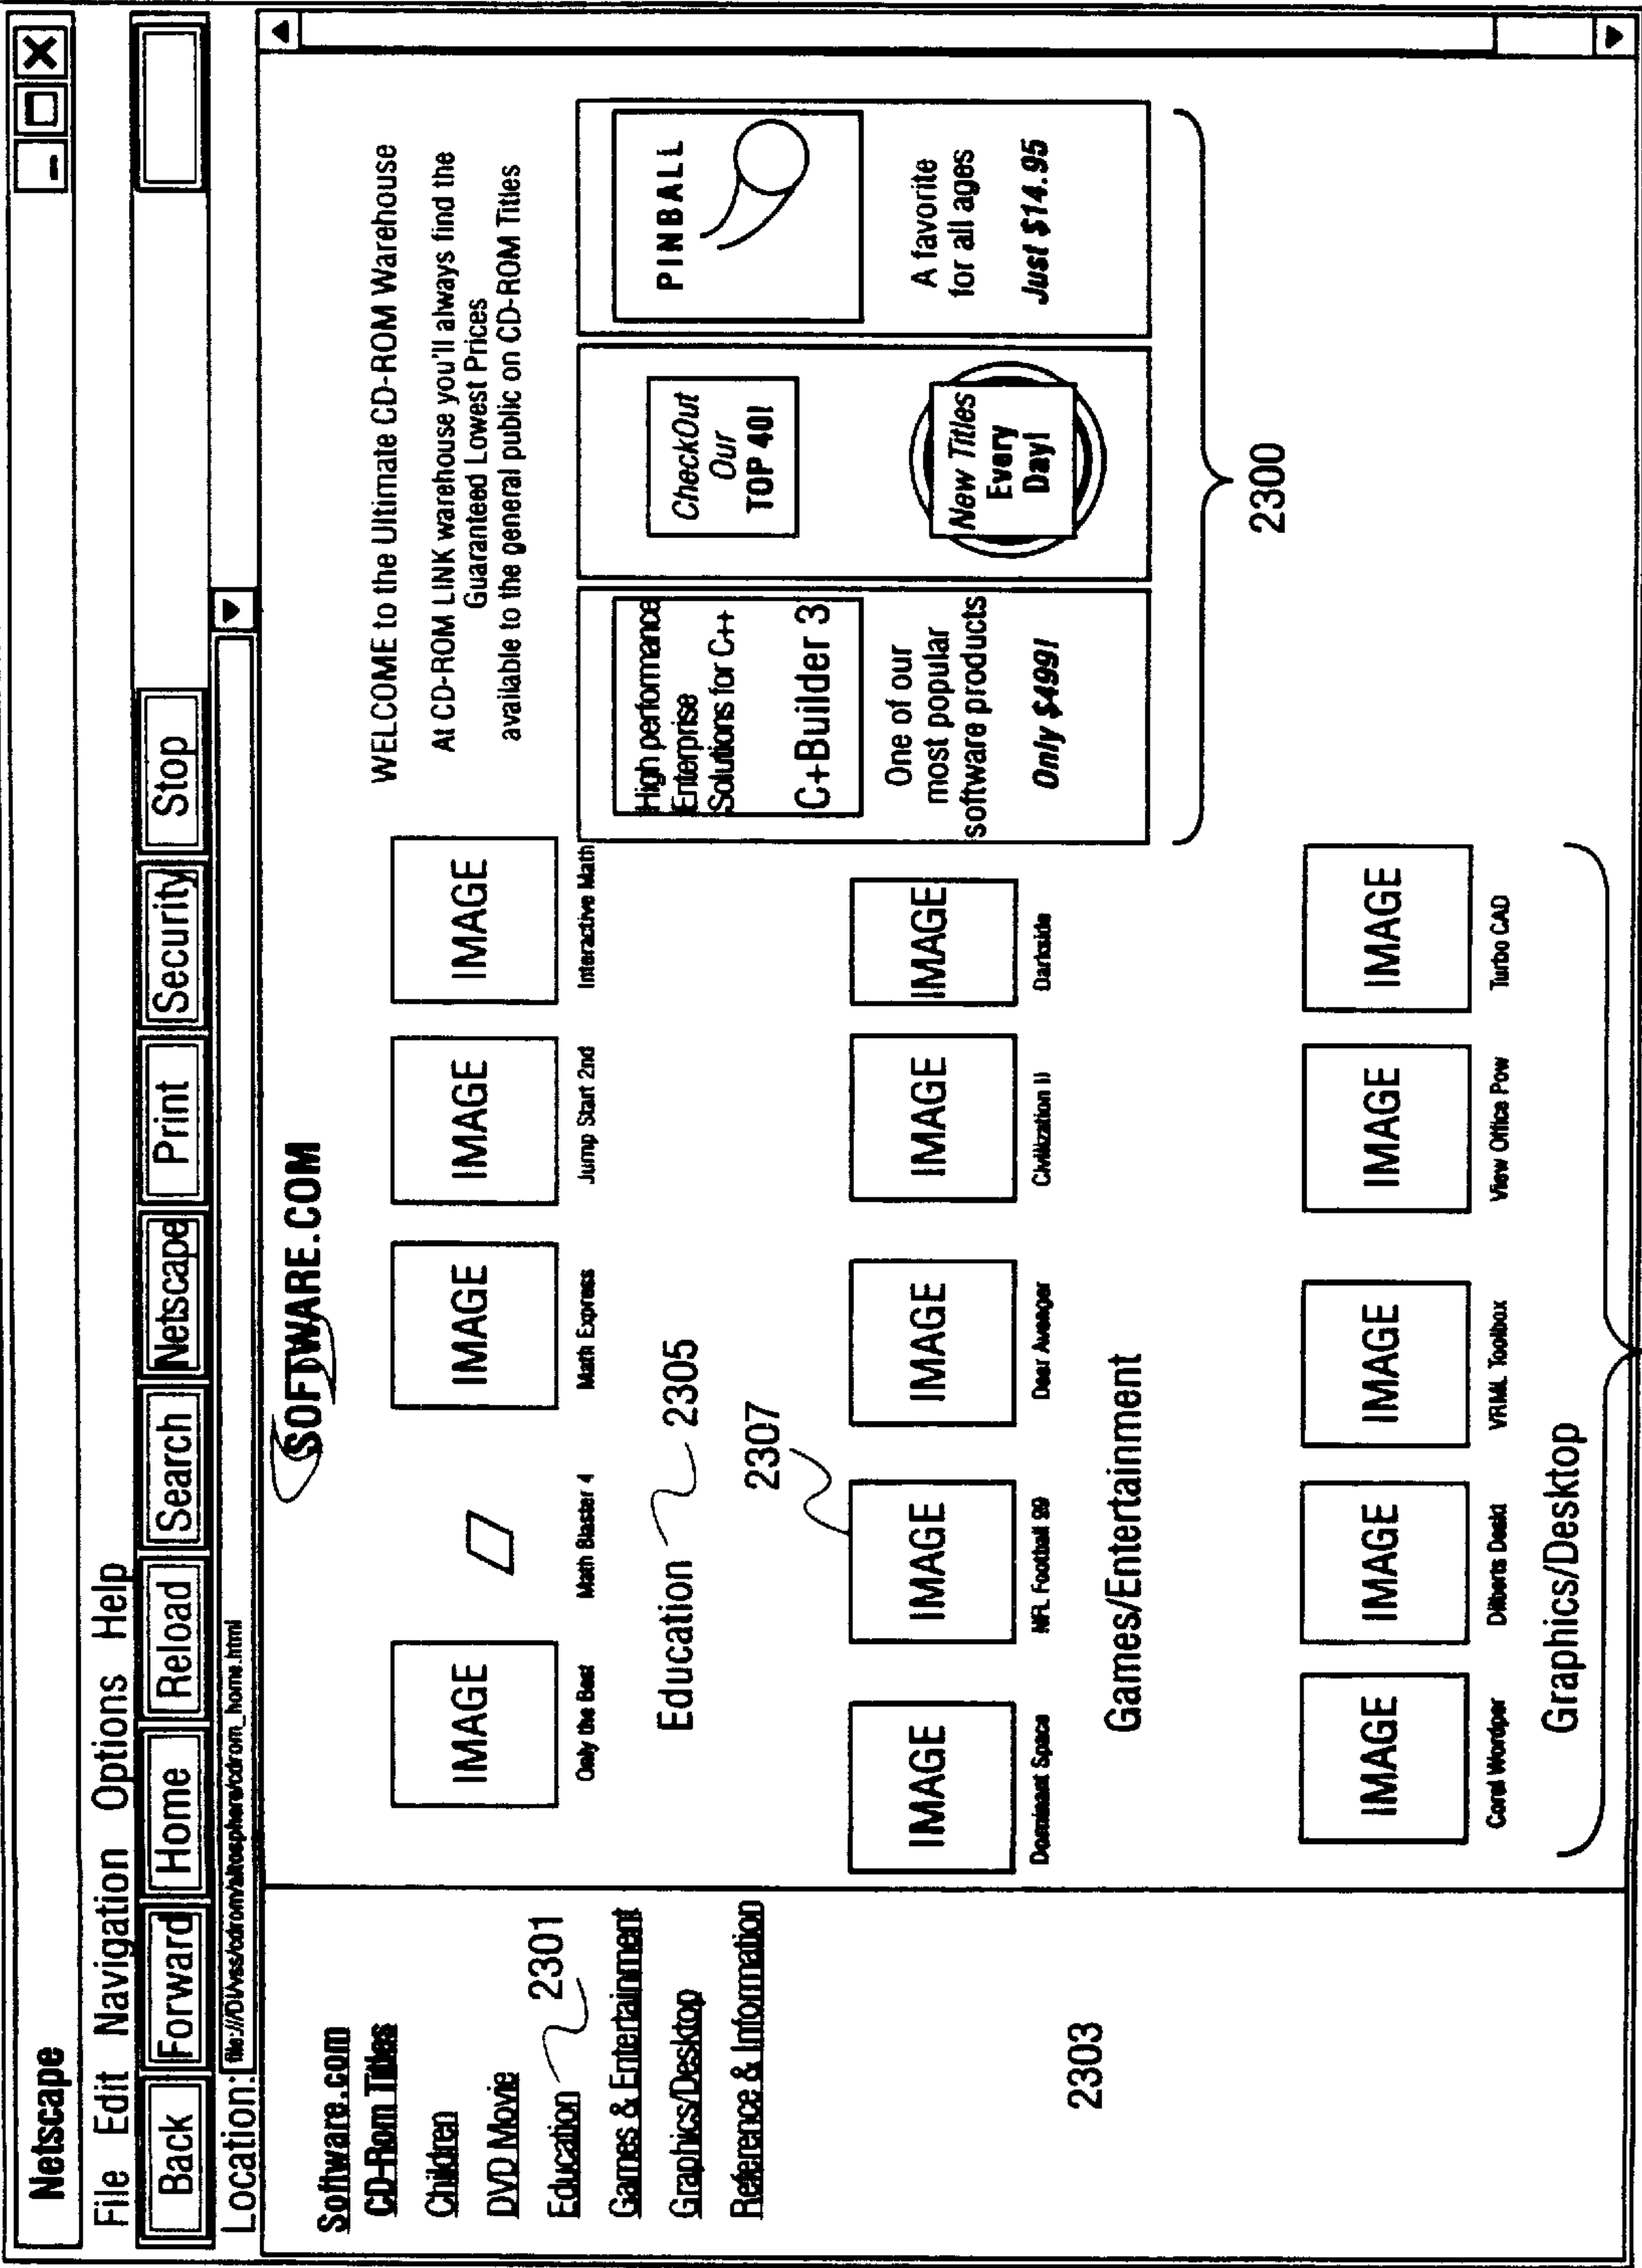 Netscape
File Edit Navigation Options Help
Back Forward Home Reload Search Netscape Print Security Stop
Location: file:///D|/vss/cdrom/altosphere/cdrom_home.html
Software.com
CD-Rom Titles
Children
DVD Movie
Education
2301
Games & Entertainment
Graphics/Desktop
Reference & Information
2303
SOFTWARE.COM
IMAGE IMAGE IMAGE IMAGE
Only the Best Math Blaster 4 Math Express Jump Start 2nd Interactive Math
Education 2305
2307
IMAGE IMAGE IMAGE IMAGE IMAGE
Dominant Space NFL Football 99 Deer Avenger Civilization II Darkside
Games/Entertainment
IMAGE IMAGE IMAGE IMAGE IMAGE
Corel Wordper Dilberts Deskt VRML Toolbox View Office Pow Turbo CAD
Graphics/Desktop
WELCOME to the Ultimate CD-ROM Warehouse
At CD-ROM LINK warehouse you'll always find the
Guaranteed Lowest Prices
available to the general public on CD-ROM Titles
High performance
Enterprise
Solutions for C++
C+Builder 3
One of our
most popular
software products
Only $499!
CheckOut
Our
TOP 40!
New Titles
Every
Day!
PINBALL
A favorite
for all ages
Just $14.95
2300